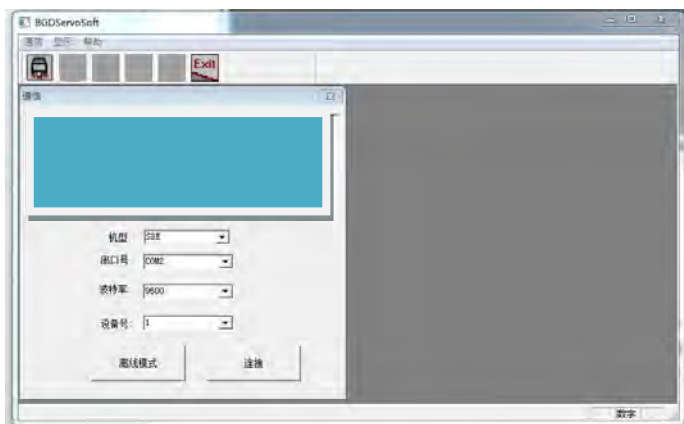 BGDServoSoft
通信 显示 帮助
Exit
通信
机型
串口号 COM2
波特率 9600
设备号 1
离线模式 连接
数字